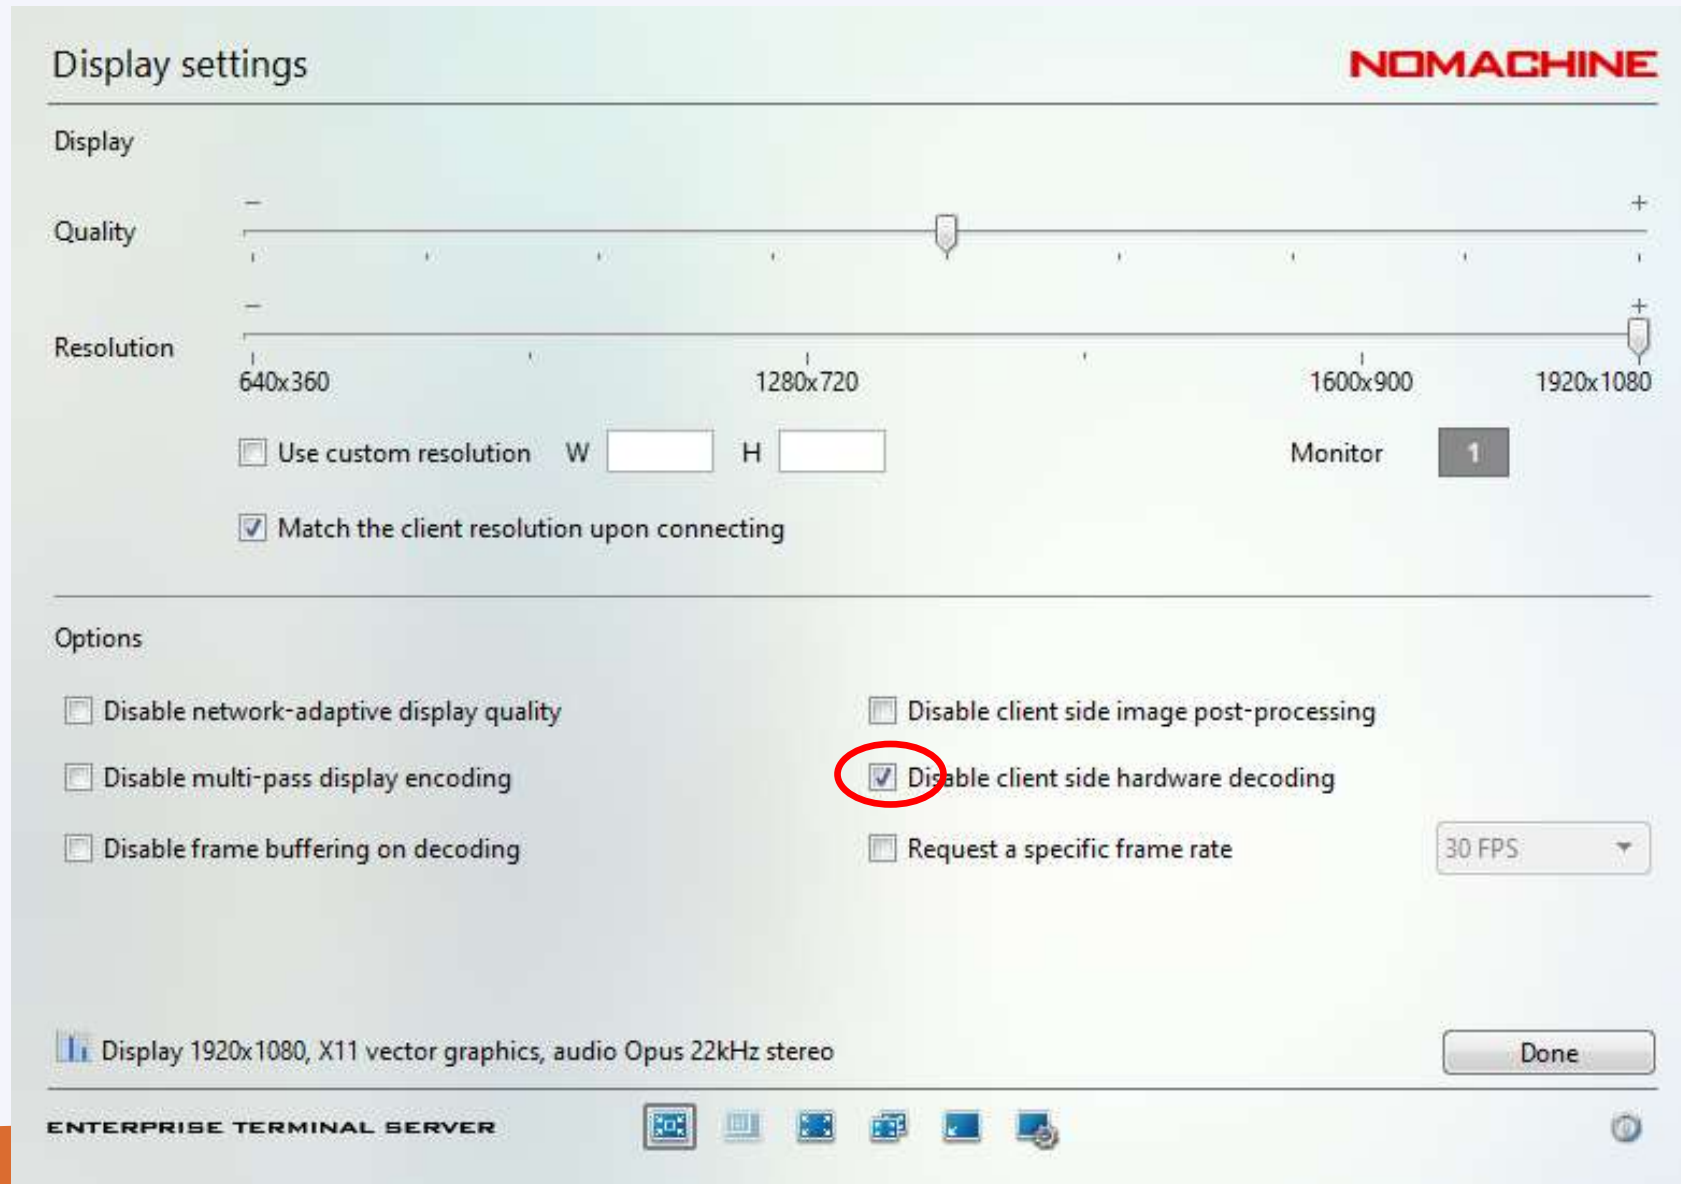 Display settings
NOMACHINE
Display
Quality
- +
Resolution
- +
640x360 1280x720 1600x900 1920x1080
Use custom resolution W H Monitor 1
Match the client resolution upon connecting
Options
Disable network-adaptive display quality
Disable client side image post-processing
Disable multi-pass display encoding
Disable client side hardware decoding
Disable frame buffering on decoding
Request a specific frame rate 30 FPS
Display 1920x1080, X11 vector graphics, audio Opus 22kHz stereo
Done
ENTERPRISE TERMINAL SERVER